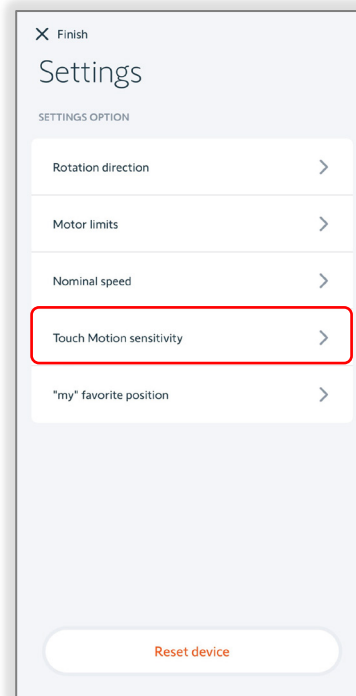 Finish
Settings
SETTINGS OPTION
Rotation direction
Motor limits
Nominal speed
Touch Motion sensitivity
"my" favorite position
Reset device